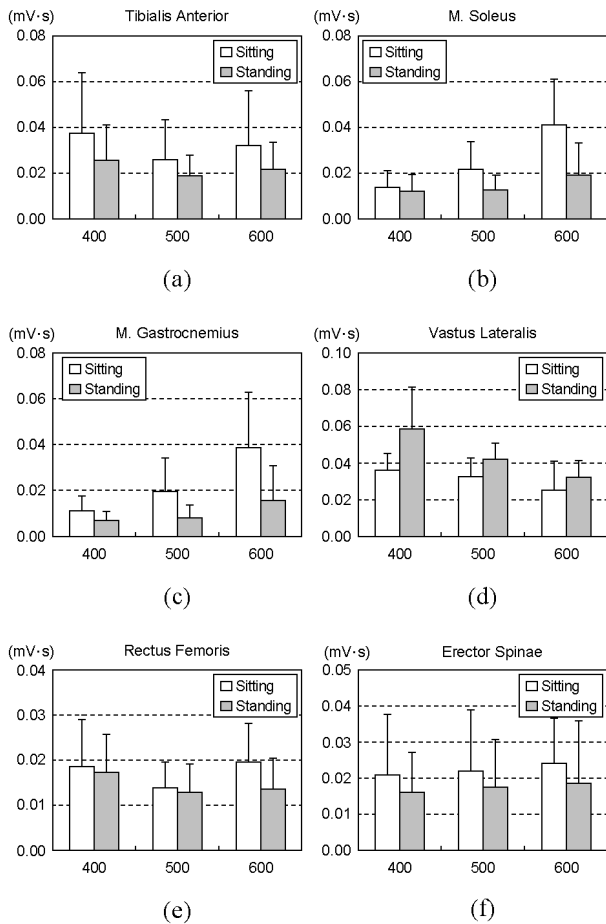 (mV·s) Tibialis Anterior
0.08
0.06
0.04
0.02
0.00
Sitting
Standing
400 500 600
(a)
(mV·s) M. Soleus
0.08
0.06
0.04
0.02
0.00
Sitting
Standing
400 500 600
(b)
(mV·s) M. Gastrocnemius
0.08
0.06
0.04
0.02
0.00
Sitting
Standing
400 500 600
(c)
(mV·s) Vastus Lateralis
0.10
0.08
0.06
0.04
0.02
0.00
Sitting
Standing
400 500 600
(d)
(mV·s) Rectus Femoris
0.04
0.03
0.02
0.01
0.00
Sitting
Standing
400 500 600
(e)
(mV·s) Erector Spinae
0.05
0.04
0.03
0.02
0.01
0.00
Sitting
Standing
400 500 600
(f)